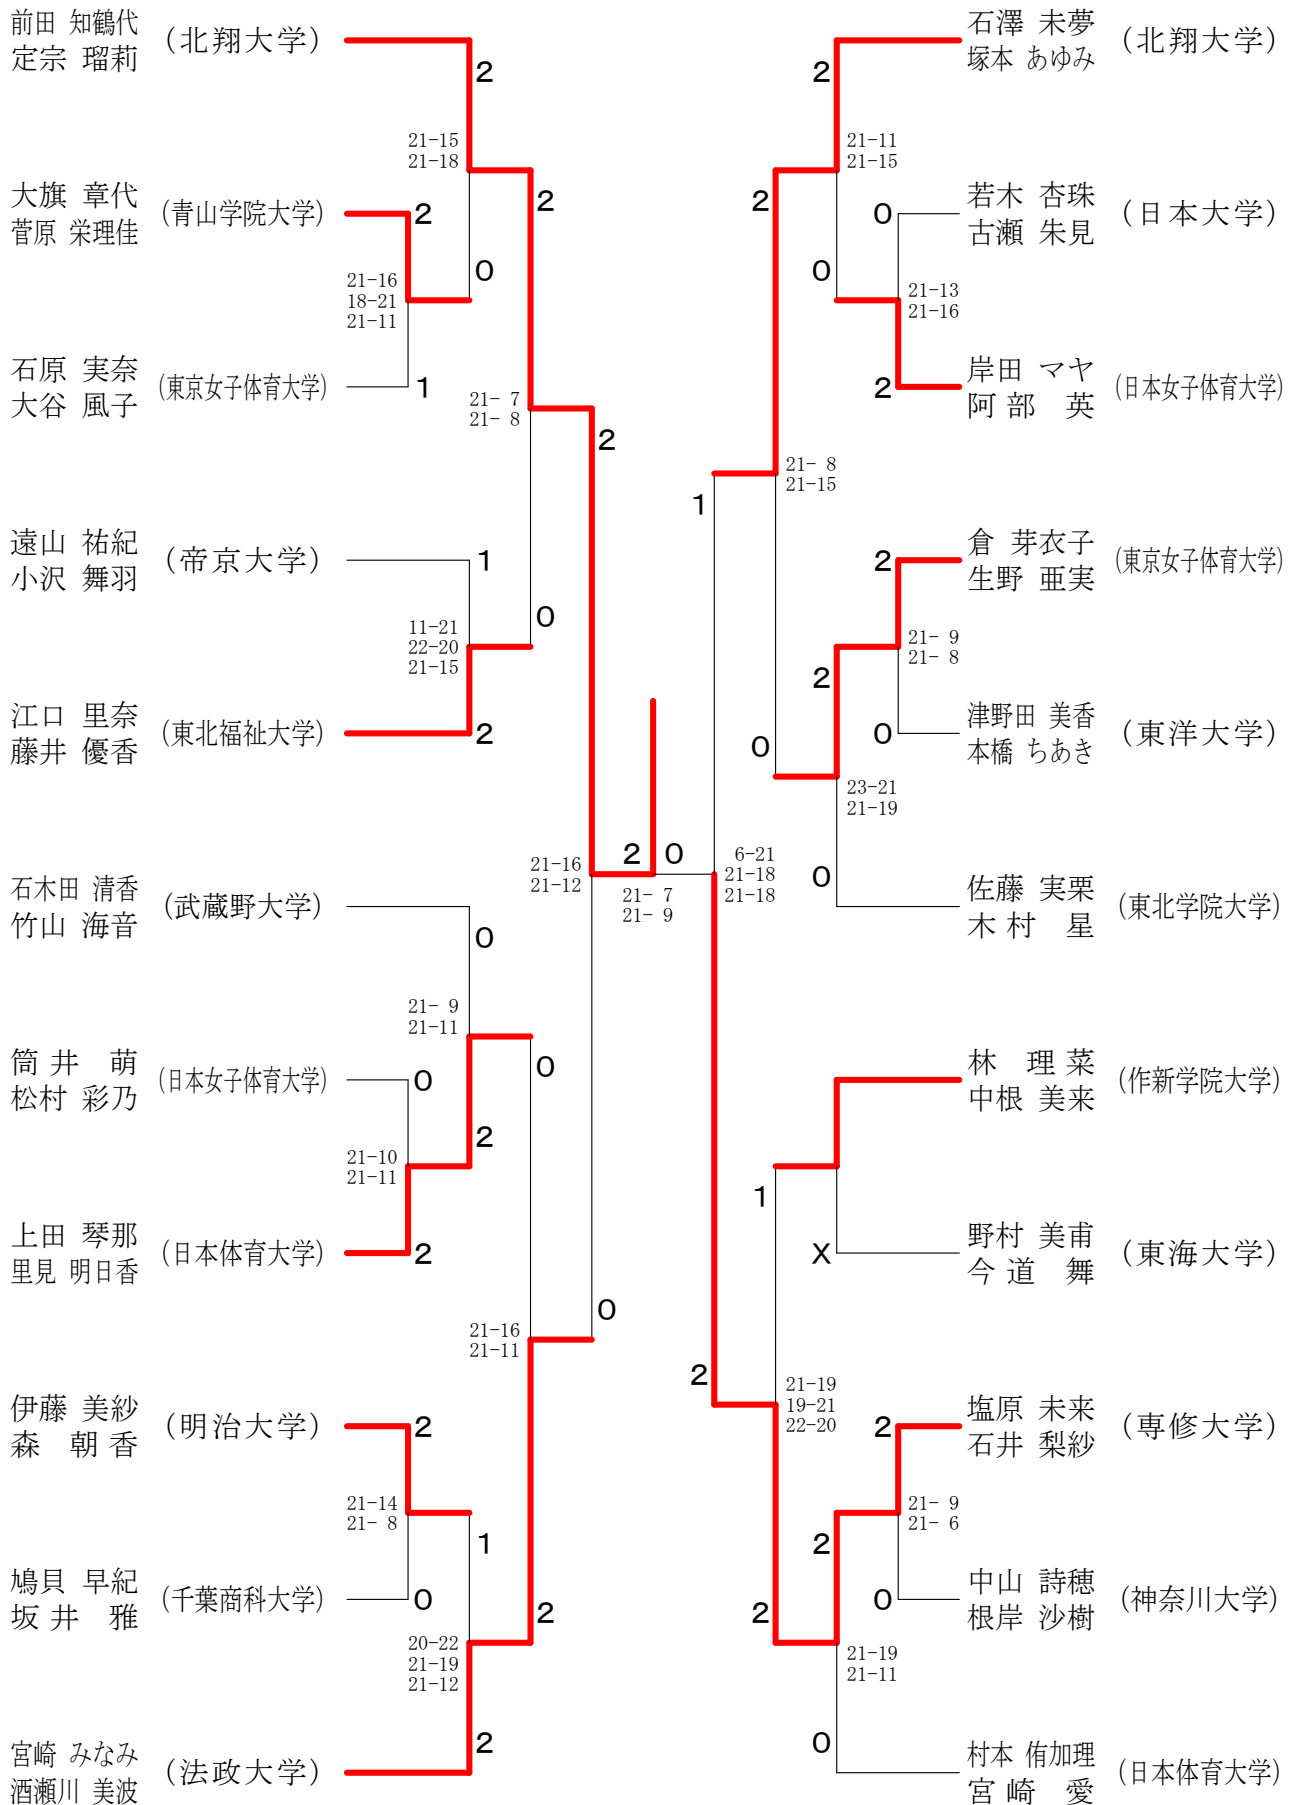 前田 知鶴代
定宗 瑠莉
(北翔大学)
2
21-15
21-18
大旗 章代
菅原 栄理佳
(青山学院大学)
2
2
0
21-16
18-21
21-11
石原 実奈
大谷 風子
(東京女子体育大学)
1
21- 7
21- 8
2
遠山 祐紀
小沢 舞羽
(帝京大学)
1
0
11-21
22-20
21-15
江口 里奈
藤井 優香
(東北福祉大学)
2
21-16
21-12
石木田 清香
竹山 海音
(武蔵野大学)
0
21- 9
21-11
筒井 萌
松村 彩乃
(日本女子体育大学)
0
0
2
21-10
21-11
上田 琴那
里見 明日香
(日本体育大学)
2
0
21-16
21-11
伊藤 美紗
森 朝香
(明治大学)
2
21-14
21- 8
1
鳩貝 早紀
坂井 雅
(千葉商科大学)
0
2
20-22
21-19
21-12
宮崎 みなみ
酒瀬川 美波
(法政大学)
2
2
0
21- 7
21- 9
石澤 未夢
塚本 あゆみ
(北翔大学)
2
21-11
21-15
若木 杏珠
古瀬 朱見
(日本大学)
2
0
0
21-13
21-16
岸田 マヤ
阿部 英
(日本女子体育大学)
2
21- 8
21-15
1
倉 芽衣子
生野 亜実
(東京女子体育大学)
2
21- 9
21- 8
2
津野田 美香
本橋 ちあき
(東洋大学)
0
0
23-21
21-19
6-21
21-18
21-18
佐藤 実栗
木村 星
(東北学院大学)
0
林 理菜
中根 美来
(作新学院大学)
1
野村 美甫
今道 舞
(東海大学)
X
2
21-19
19-21
22-20
塩原 未来
石井 梨紗
(専修大学)
2
21- 9
21- 6
2
中山 詩穂
根岸 沙樹
(神奈川大学)
0
2
21-19
21-11
村本 侑加理
宮崎 愛
(日本体育大学)
0